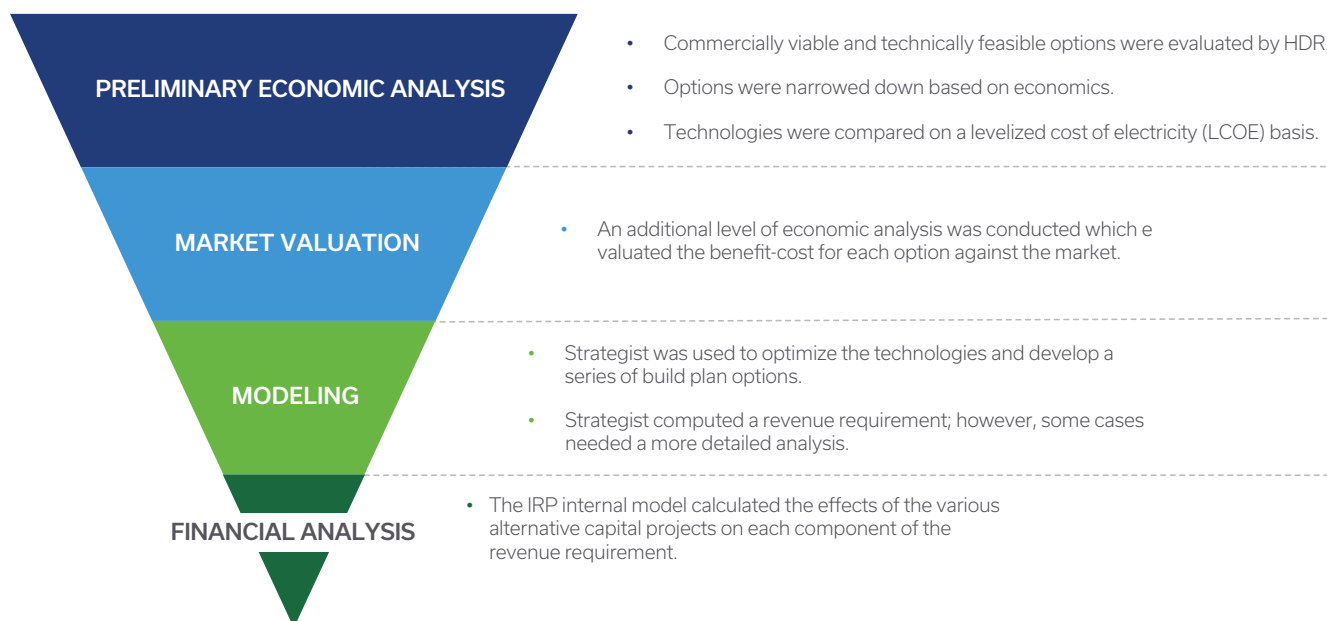 PRELIMINARY ECONOMIC ANALYSIS
• Commercially viable and technically feasible options were evaluated by HDR
• Options were narrowed down based on economics.
• Technologies were compared on a levelized cost of electricity (LCOE) basis.
MARKET VALUATION
• An additional level of economic analysis was conducted which e
valuated the benefit-cost for each option against the market.
MODELING
• Strategist was used to optimize the technologies and develop a
series of build plan options.
• Strategist computed a revenue requirement; however, some cases
needed a more detailed analysis.
FINANCIAL ANALYSIS
• The IRP internal model calculated the effects of the various
alternative capital projects on each component of the
revenue requirement.